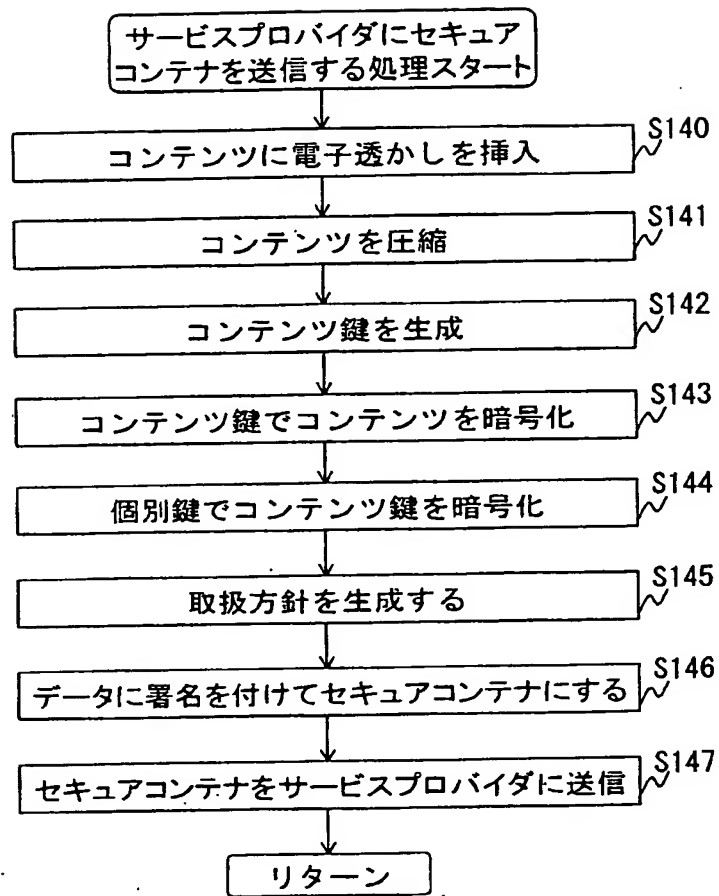 サービスプロバイダにセキュア
コンテナを送信する処理スタート
S140
コンテンツに電子透かしを挿入
S141
コンテンツを圧縮
S142
コンテンツ鍵を生成
S143
コンテンツ鍵でコンテンツを暗号化
S144
個別鍵でコンテンツ鍵を暗号化
S145
取扱方針を生成する
S146
データに署名を付けてセキュアコンテナにする
S147
セキュアコンテナをサービスプロバイダに送信
リターン